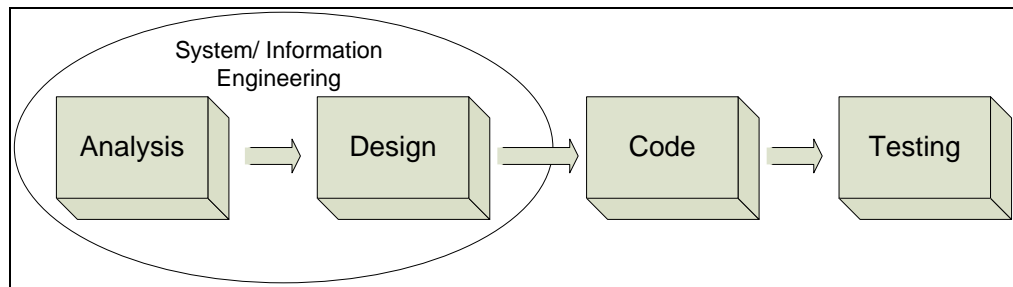 System/ Information
Engineering
Analysis
Design
Code
Testing